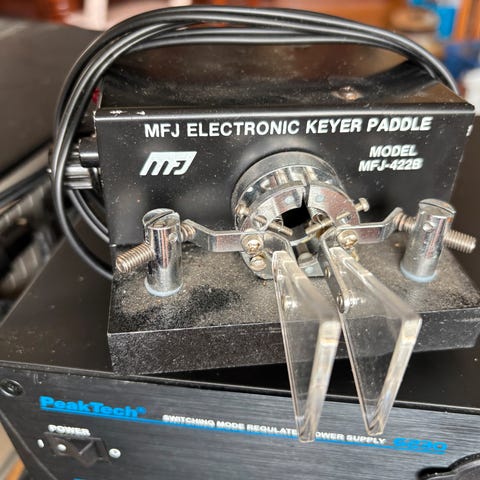 MFJ ELECTRONIC KEYER PADDLE
MFJ
MODEL
MFJ-422B
PeakTech®
SWITCHING MODE REGULATED POWER SUPPLY
POWER